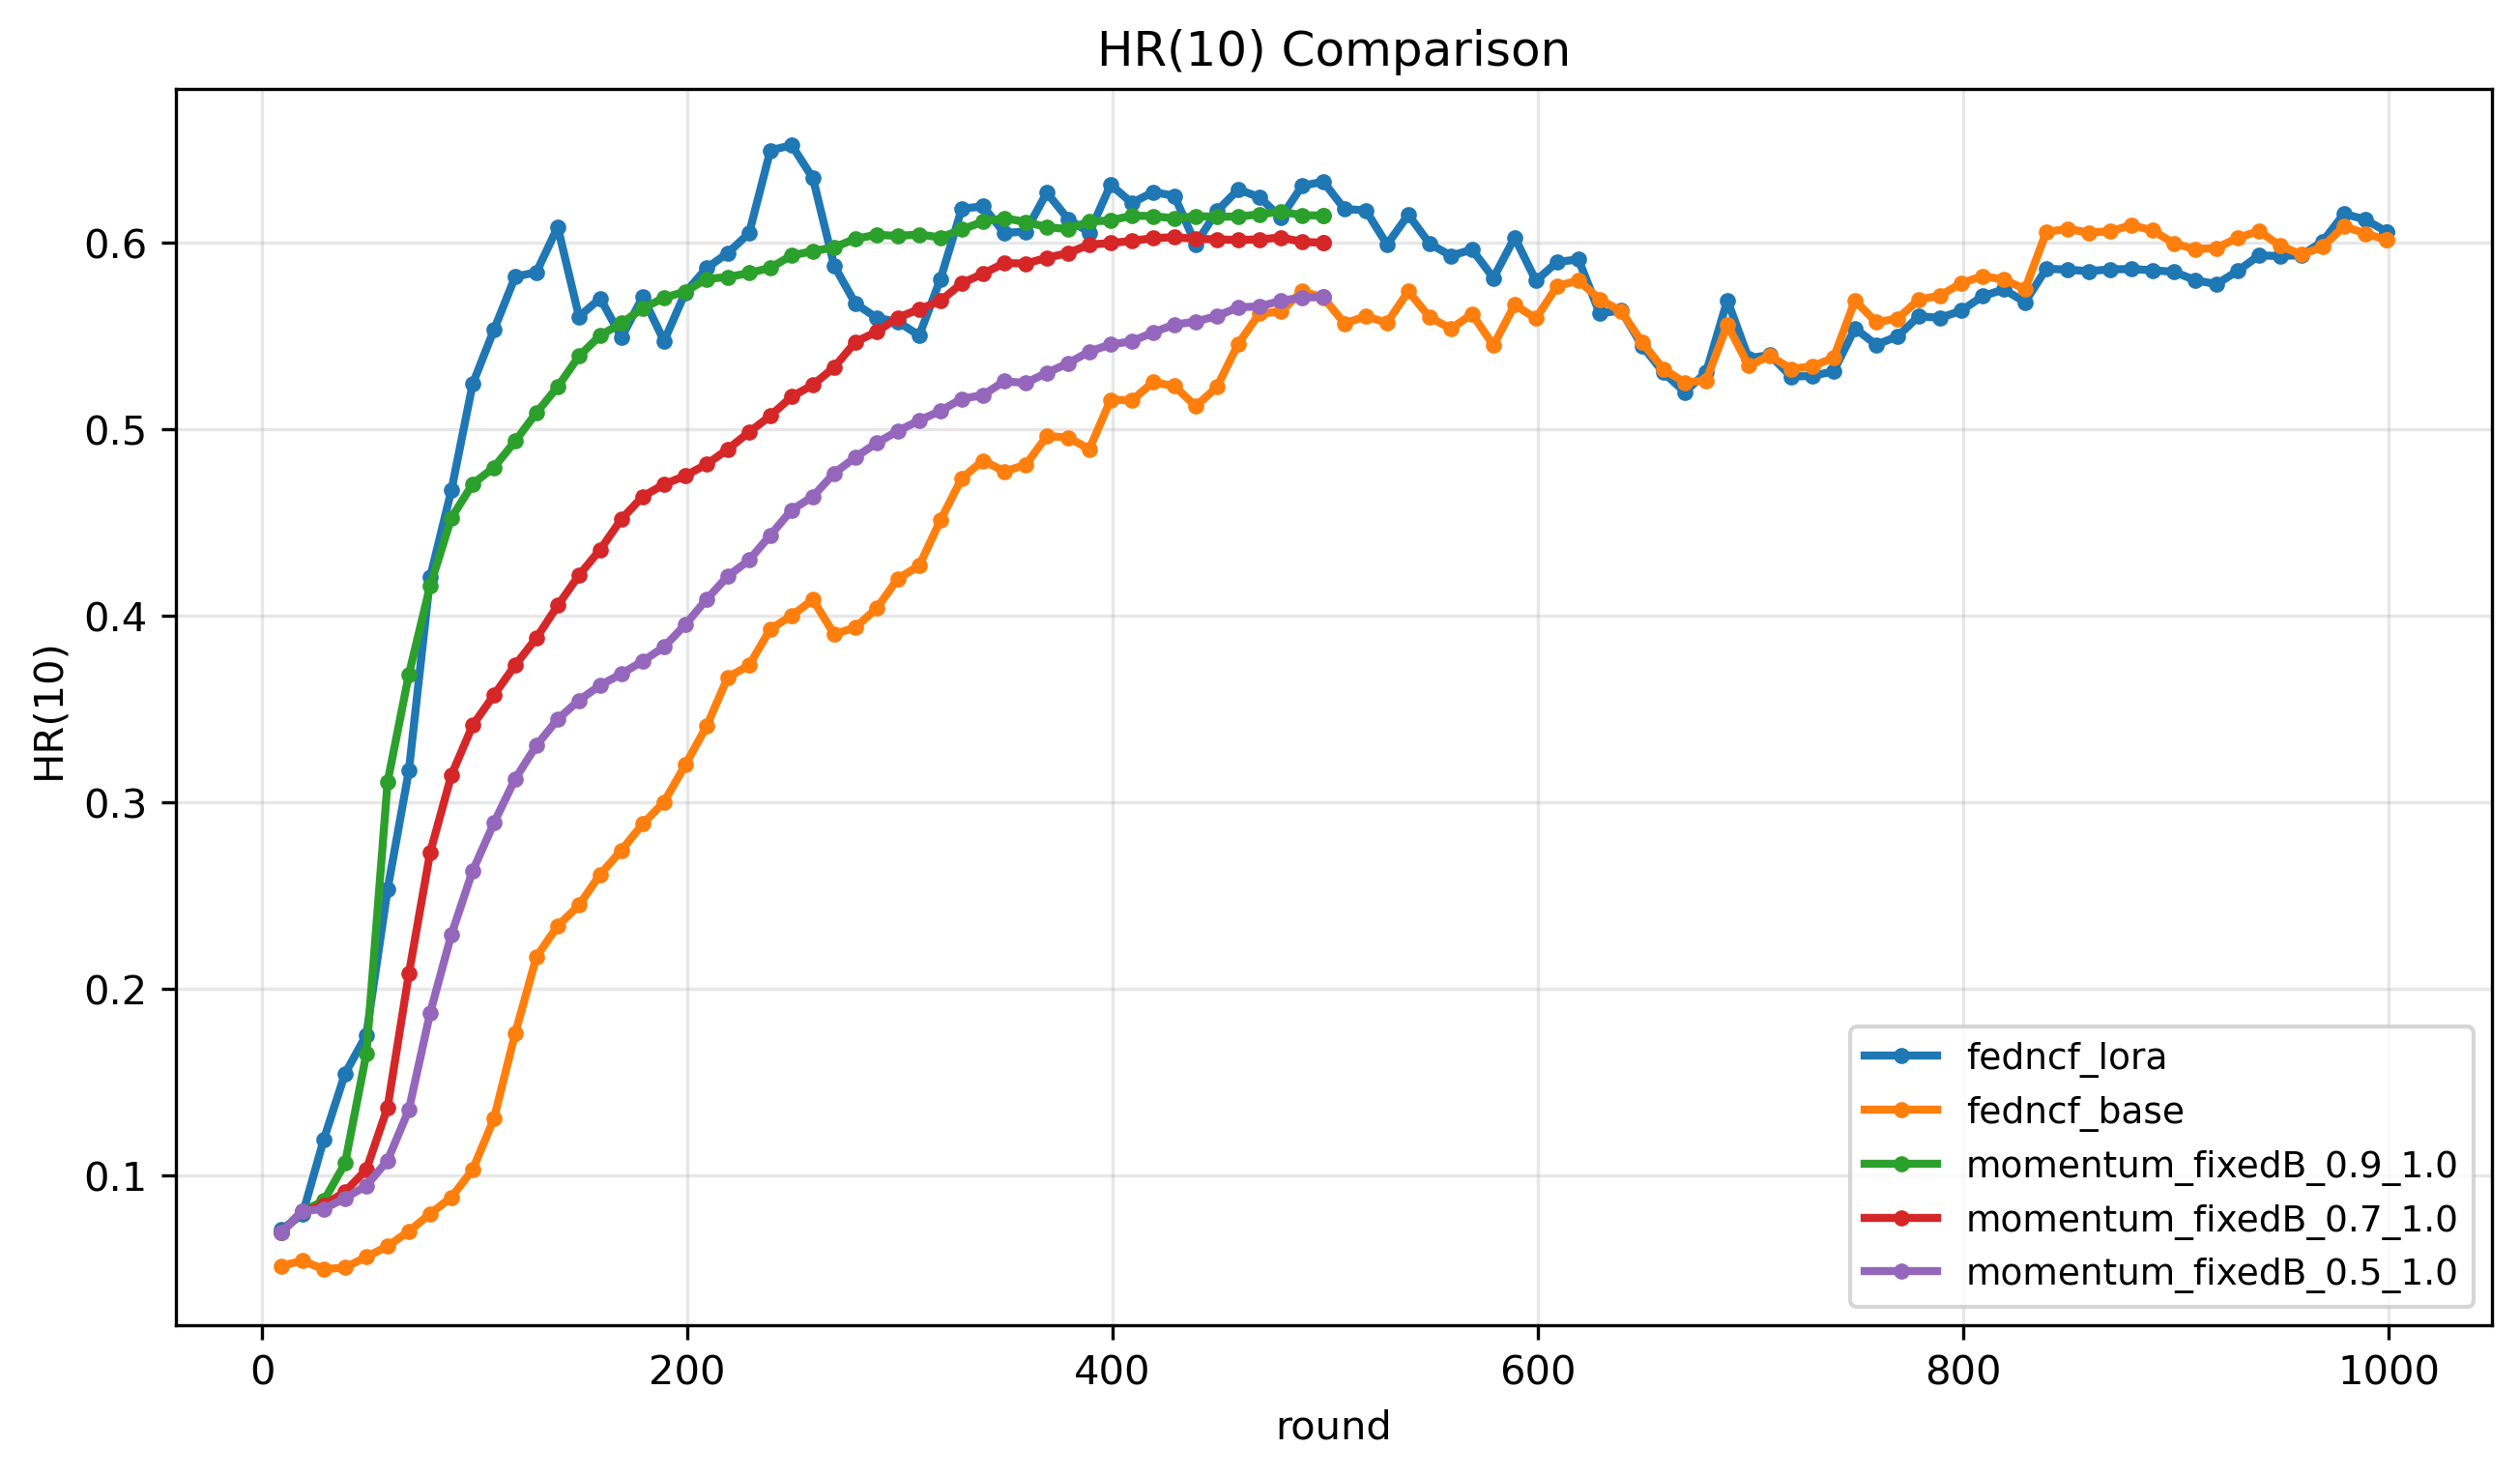 HR(10) Comparison
HR(10)
0.6
0.5
0.4
0.3
0.2
0.1
0 200 400 600 800 1000
round
fedncf_lora
fedncf_base
momentum_fixedB_0.9_1.0
momentum_fixedB_0.7_1.0
momentum_fixedB_0.5_1.0